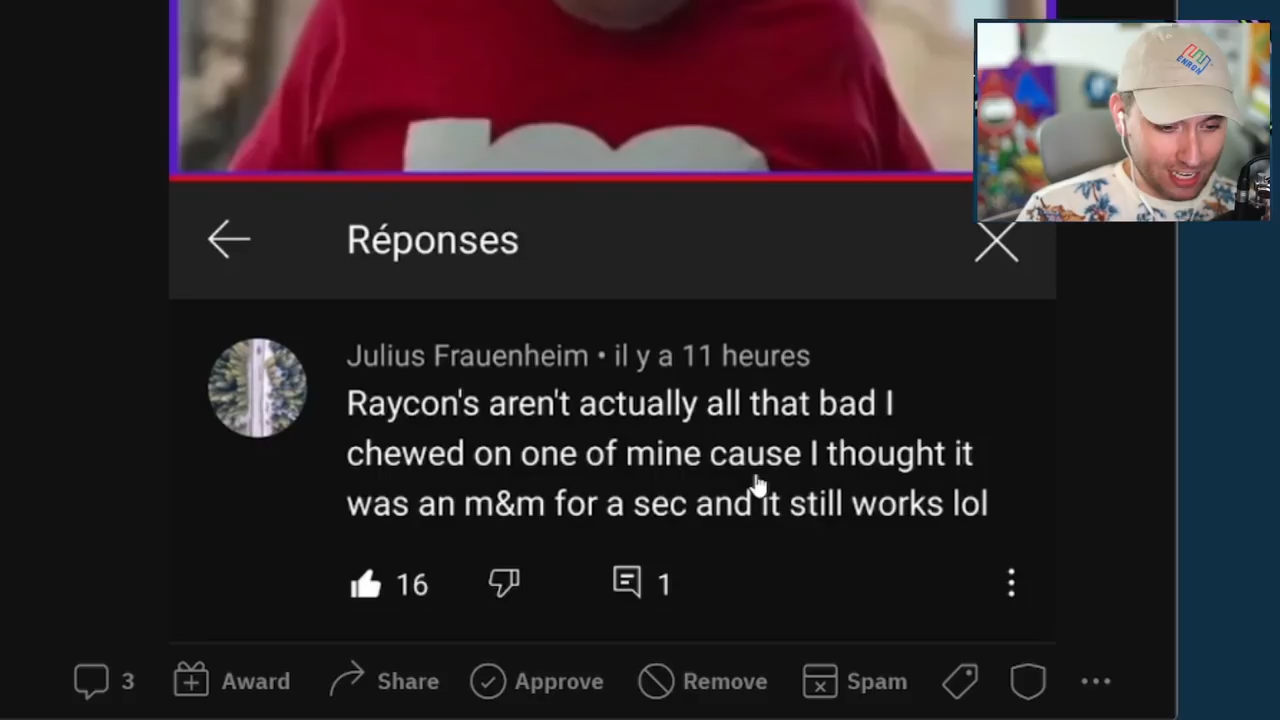 ENRON
Réponses
Julius Frauenheim • il y a 11 heures
Raycon's aren't actually all that bad I
chewed on one of mine cause I thought it
was an m&m for a sec and it still works lol
16
1
3
Award
Share
Approve
Remove
Spam